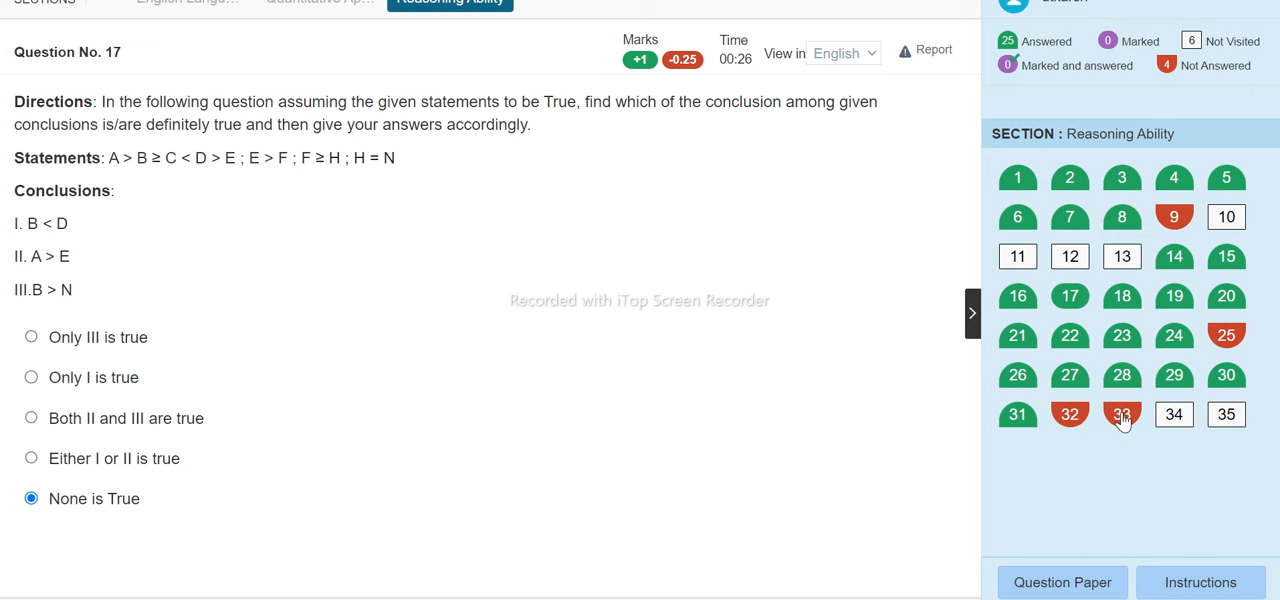 Reasoning Ability
Question No. 17
Marks
+1 -0.25
Time
00:26
View in English
Report
Directions: In the following question assuming the given statements to be True, find which of the conclusion among given
conclusions is/are definitely true and then give your answers accordingly.
Statements: A > B ≥ C < D > E ; E > F ; F ≥ H ; H = N
Conclusions:
I. B < D
II. A > E
III.B > N
Only III is true
Only I is true
Both II and III are true
Either I or II is true
None is True
Recorded with iTop Screen Recorder
25 Answered 0 Marked 6 Not Visited
0 Marked and answered 4 Not Answered
SECTION : Reasoning Ability
1 2 3 4 5
6 7 8 9 10
11 12 13 14 15
16 17 18 19 20
21 22 23 24 25
26 27 28 29 30
31 32 33 34 35
Question Paper Instructions